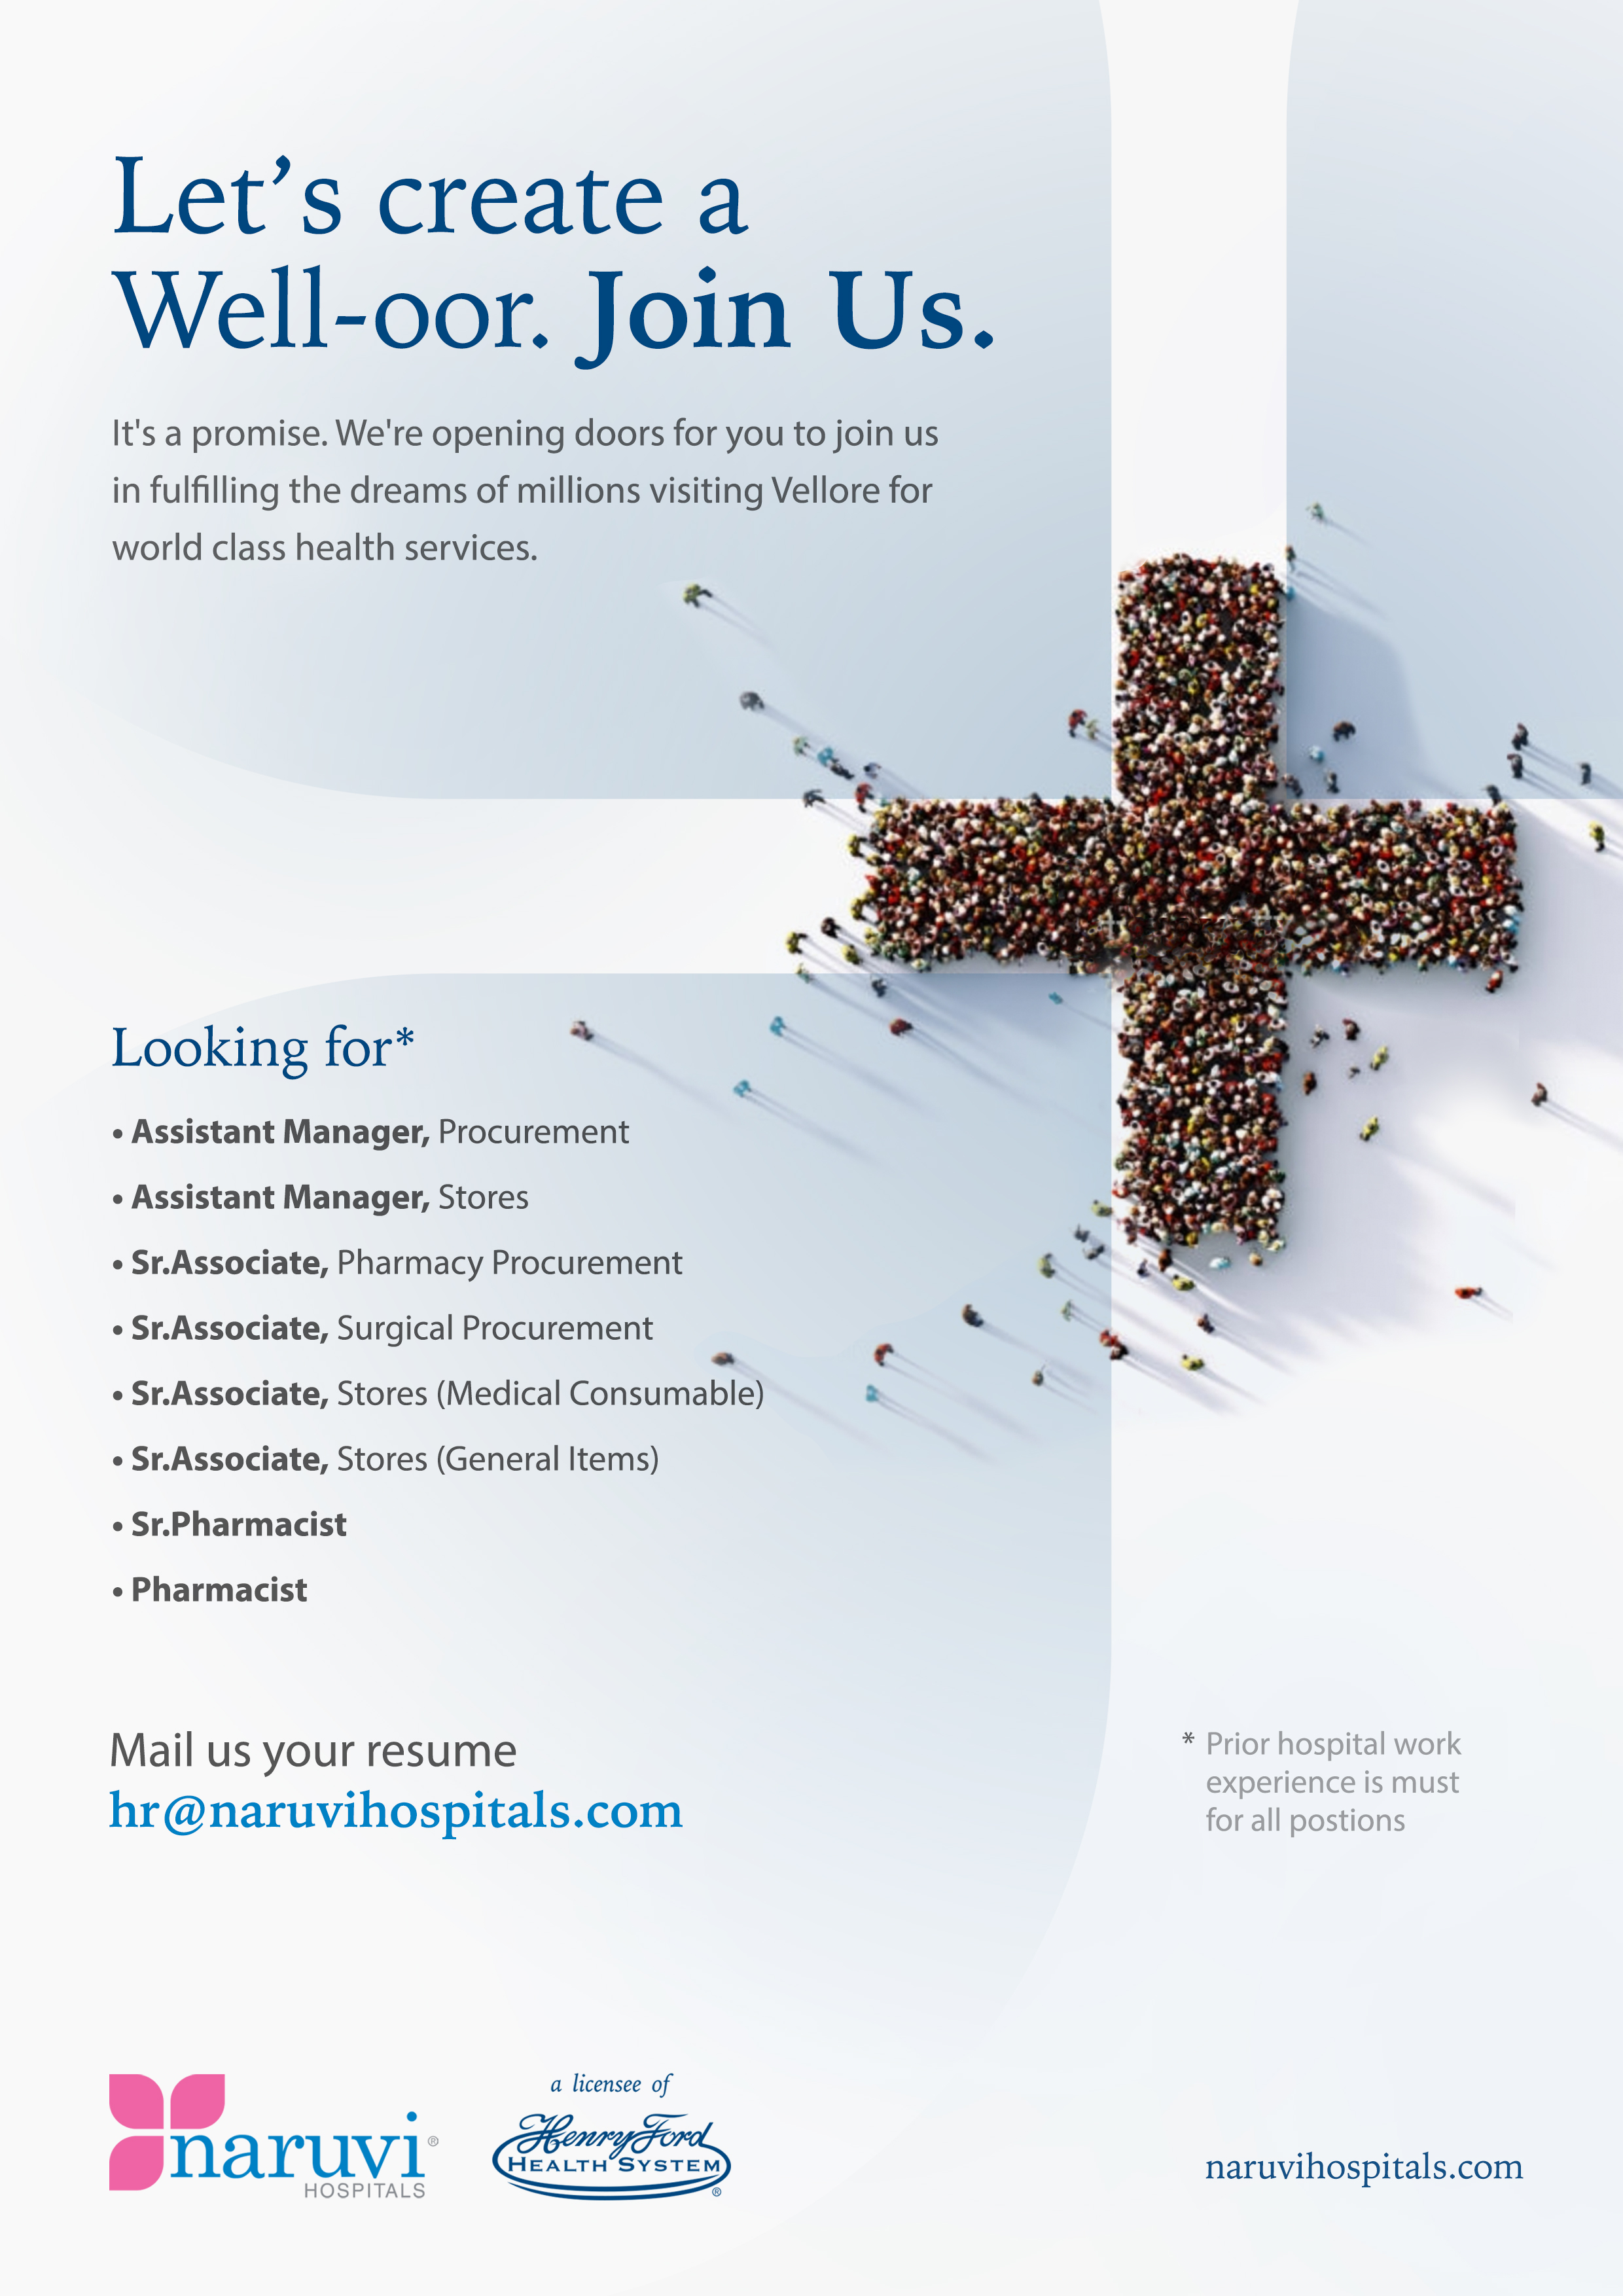 Let’s create a
Well-oor. Join Us.
It's a promise. We're opening doors for you to join us
in fulfilling the dreams of millions visiting Vellore for
world class health services.
Looking for*
• Assistant Manager, Procurement
• Assistant Manager, Stores
• Sr.Associate, Pharmacy Procurement
• Sr.Associate, Surgical Procurement
• Sr.Associate, Stores (Medical Consumable)
• Sr.Associate, Stores (General Items)
• Sr.Pharmacist
• Pharmacist
Mail us your resume
hr@naruvihospitals.com
* Prior hospital work
experience is must
for all postions
naruvi®
HOSPITALS
a licensee of
Henry Ford
HEALTH SYSTEM®
naruvihospitals.com